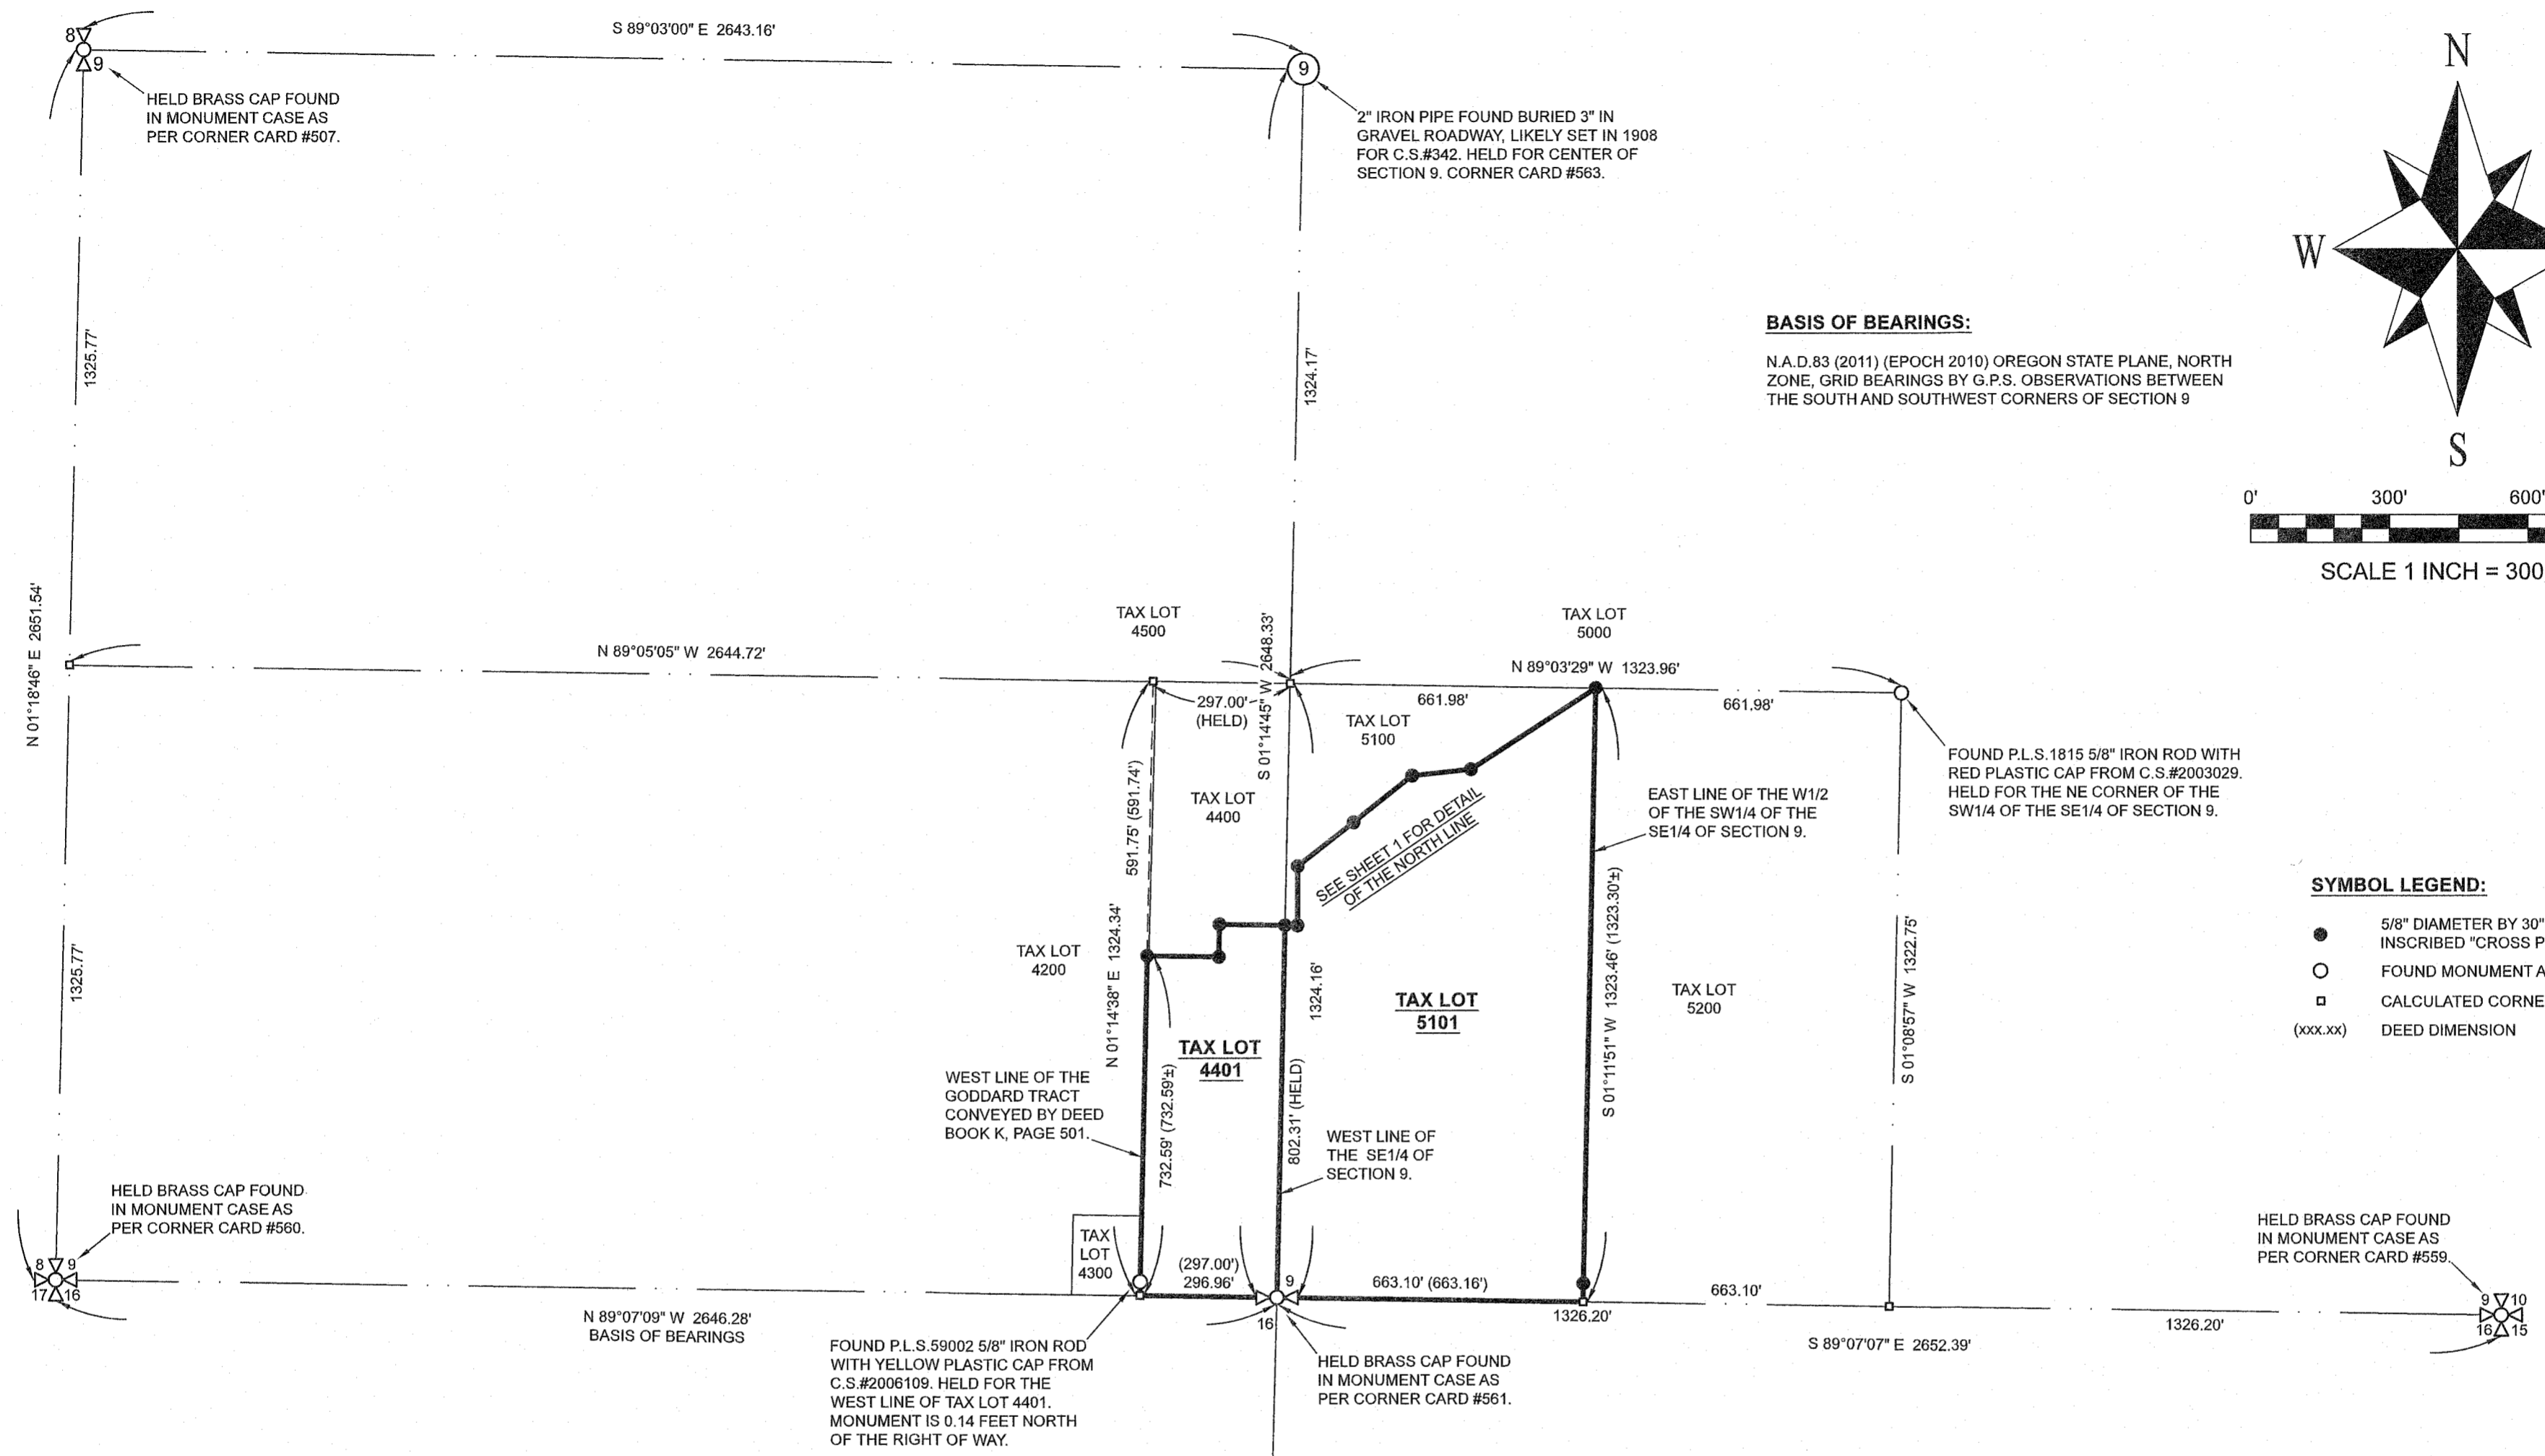 S 89°03'00" E 2643.16'
8
9
HELD BRASS CAP FOUND
IN MONUMENT CASE AS
PER CORNER CARD #507.
9
2" IRON PIPE FOUND BURIED 3" IN
GRAVEL ROADWAY, LIKELY SET IN 1908
FOR C.S.#342. HELD FOR CENTER OF
SECTION 9. CORNER CARD #563.
N
W
S
BASIS OF BEARINGS:
N.A.D.83 (2011) (EPOCH 2010) OREGON STATE PLANE, NORTH
ZONE, GRID BEARINGS BY G.P.S. OBSERVATIONS BETWEEN
THE SOUTH AND SOUTHWEST CORNERS OF SECTION 9
0' 300' 600'
SCALE 1 INCH = 300
1325.77'
1324.17'
N 01°18'46" E 2651.54'
N 89°05'05" W 2644.72'
TAX LOT
4500
S 01°14'45" W 2648.33'
TAX LOT
5000
N 89°03'29" W 1323.96'
297.00'
(HELD)
661.98'
661.98'
TAX LOT
5100
591.75' (591.74')
TAX LOT
4400
SEE SHEET 1 FOR DETAIL
OF THE NORTH LINE
EAST LINE OF THE W1/2
OF THE SW1/4 OF THE
SE1/4 OF SECTION 9.
FOUND P.L.S.1815 5/8" IRON ROD WITH
RED PLASTIC CAP FROM C.S.#2003029.
HELD FOR THE NE CORNER OF THE
SW1/4 OF THE SE1/4 OF SECTION 9.
SYMBOL LEGEND:
5/8" DIAMETER BY 30"
INSCRIBED "CROSS P
FOUND MONUMENT A
CALCULATED CORNE
(xxx.xx) DEED DIMENSION
1325.77'
TAX LOT
4200
N 01°14'38" E 1324.34'
1324.16'
TAX LOT
5101
S 01°11'51" W 1323.46' (1323.30'±)
TAX LOT
5200
S 01°08'57" W 1322.75'
TAX LOT
4401
WEST LINE OF THE
GODDARD TRACT
CONVEYED BY DEED
BOOK K, PAGE 501.
732.59' (732.59'±)
802.31' (HELD)
WEST LINE OF
THE SE1/4 OF
SECTION 9.
HELD BRASS CAP FOUND
IN MONUMENT CASE AS
PER CORNER CARD #560.
8 9
17 16
TAX
LOT
4300
(297.00')
296.96'
9
16
663.10' (663.16')
663.10'
1326.20'
HELD BRASS CAP FOUND
IN MONUMENT CASE AS
PER CORNER CARD #559.
9 10
16 15
1326.20'
S 89°07'07" E 2652.39'
N 89°07'09" W 2646.28'
BASIS OF BEARINGS
FOUND P.L.S.59002 5/8" IRON ROD
WITH YELLOW PLASTIC CAP FROM
C.S.#2006109. HELD FOR THE
WEST LINE OF TAX LOT 4401.
MONUMENT IS 0.14 FEET NORTH
OF THE RIGHT OF WAY.
HELD BRASS CAP FOUND
IN MONUMENT CASE AS
PER CORNER CARD #561.